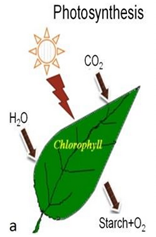 Photosynthesis
CO₂
H₂O
Chlorophyll
Starch+O₂
a